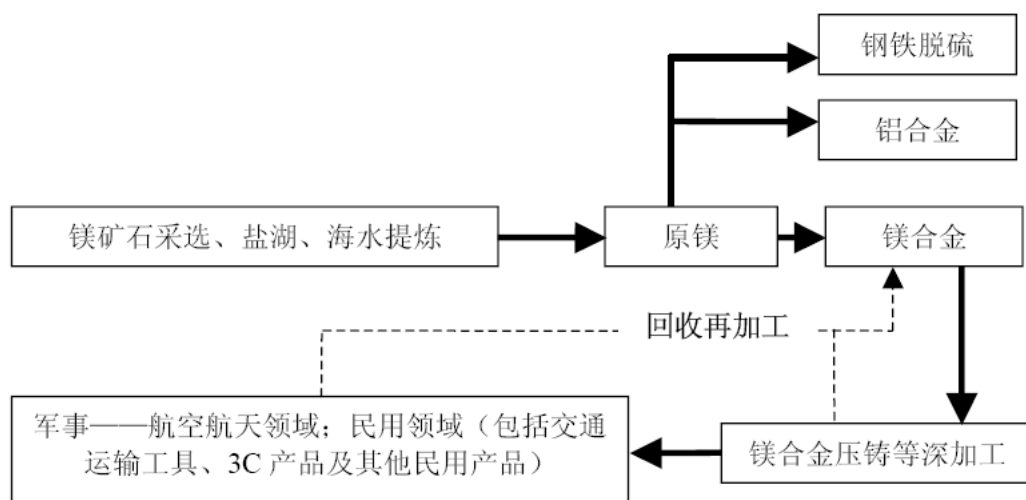 钢铁脱硫
铝合金
镁矿石采选、盐湖、海水提炼
原镁
镁合金
回收再加工
军事——航空航天领域；民用领域（包括交通
运输工具、3C 产品及其他民用产品）
镁合金压铸等深加工